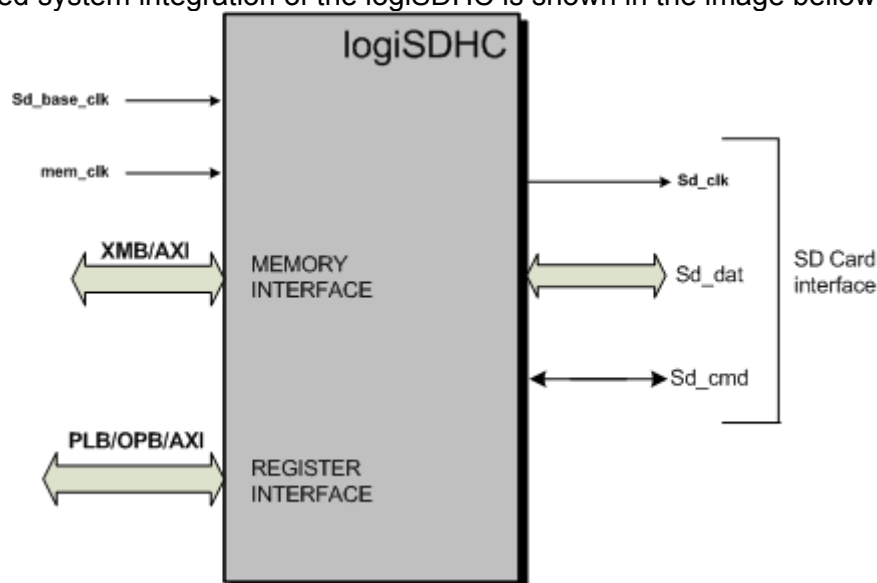 ed system integration of the logiSDHC is shown in the image bellow
logiSDHC
Sd_base_clk
mem_clk
Sd_clk
XMB/AXI
MEMORY
INTERFACE
Sd_dat
SD Card
interface
Sd_cmd
PLB/OPB/AXI
REGISTER
INTERFACE